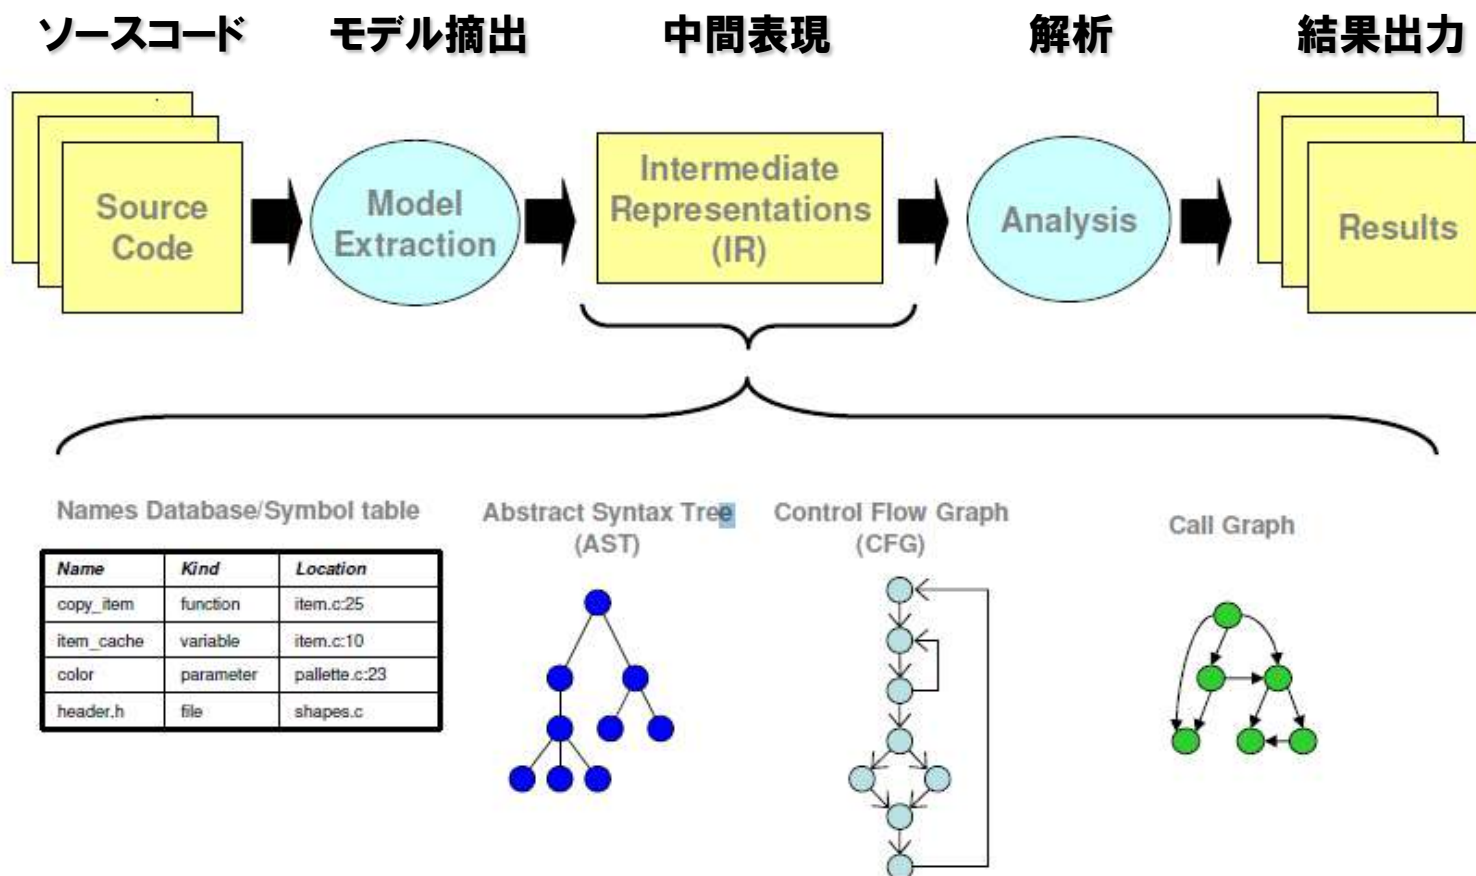 ソースコード
モデル摘出
中間表現
解析
結果出力
Source
Code
Model
Extraction
Intermediate
Representations
(IR)
Analysis
Results
Names Database/Symbol table
Name Kind Location
copy_item function item.c:25
item_cache variable item.c:10
color parameter pallette.c:23
header.h file shapes.c
Abstract Syntax Tree
(AST)
Control Flow Graph
(CFG)
Call Graph